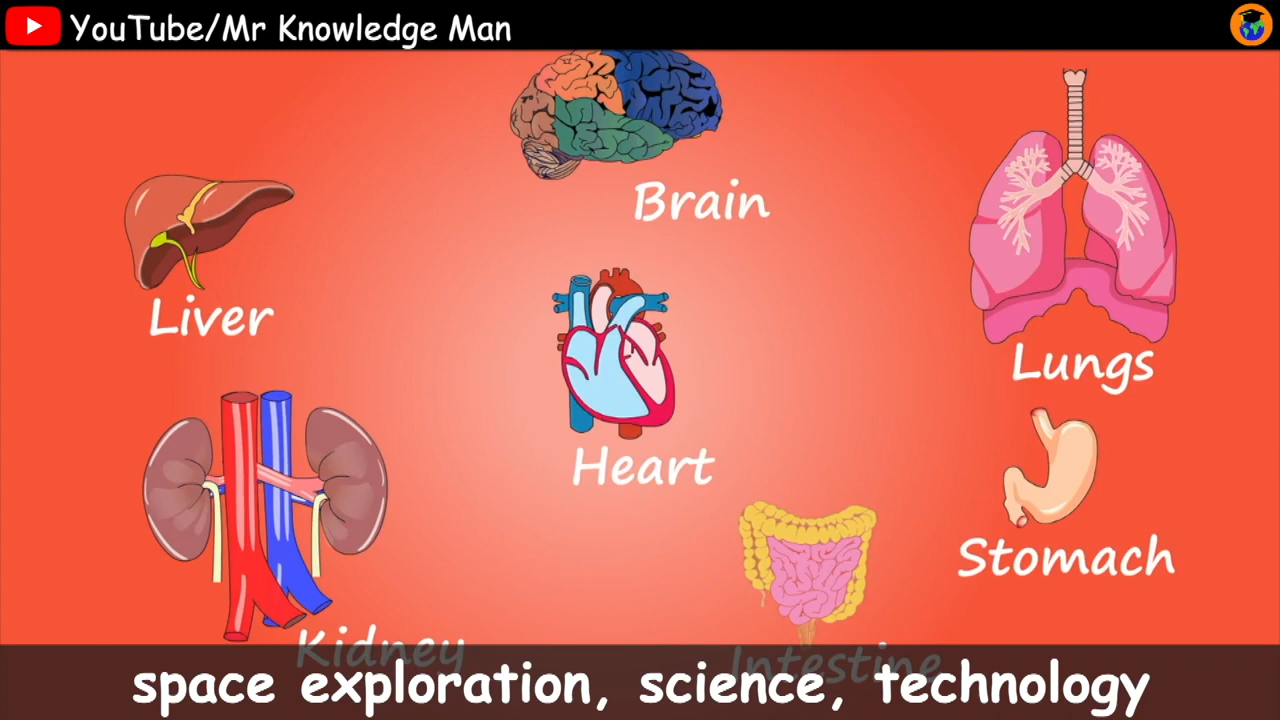 YouTube/Mr Knowledge Man
Brain
Liver
Lungs
Heart
Stomach
Kidney
Intestine
space exploration, science, technology